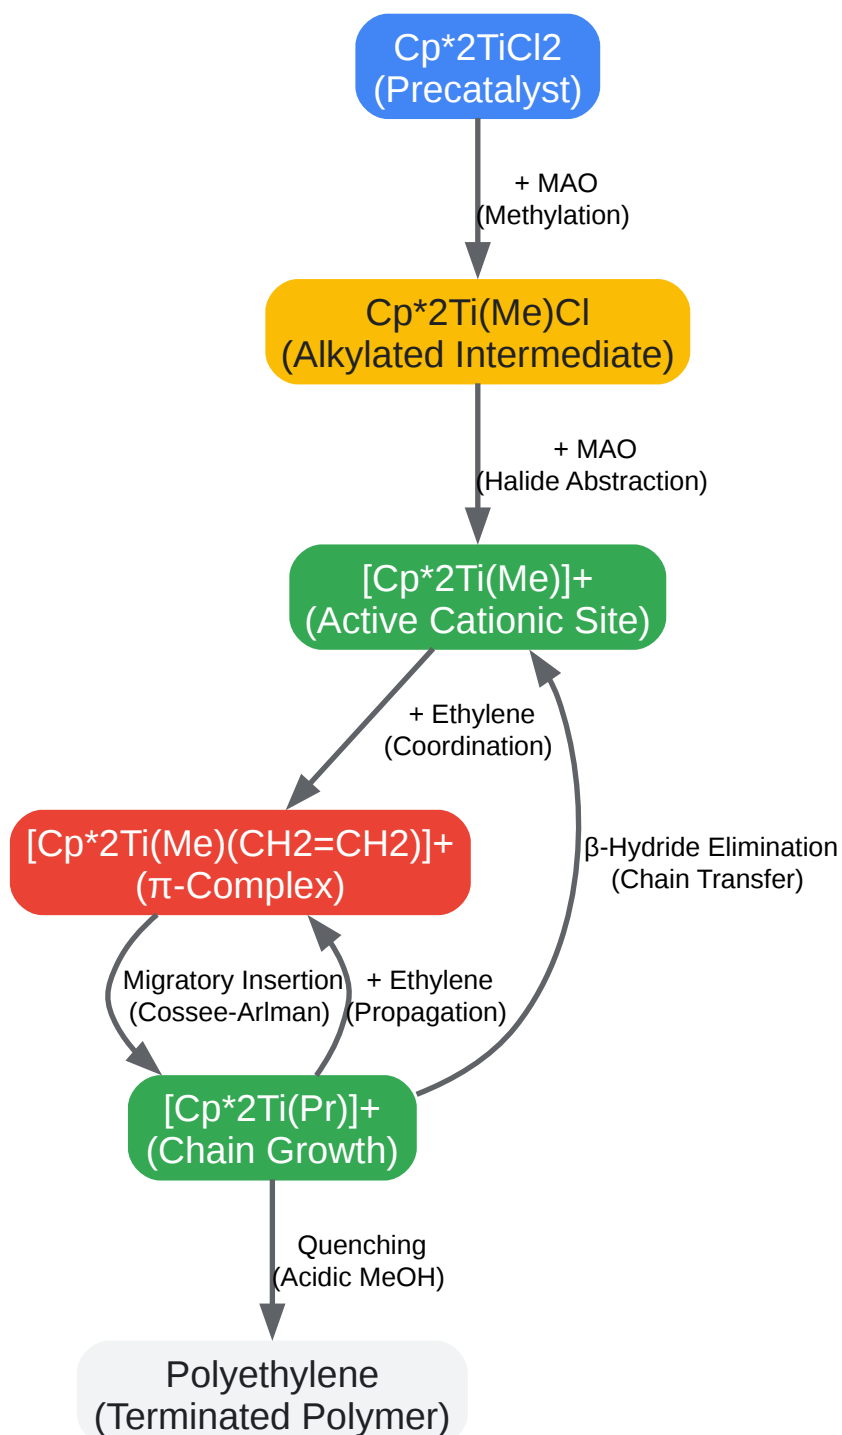 Cp*2TiCl2
(Precatalyst)
+ MAO
(Methylation)
Cp*2Ti(Me)Cl
(Alkylated Intermediate)
+ MAO
(Halide Abstraction)
[Cp*2Ti(Me)]+
(Active Cationic Site)
+ Ethylene
(Coordination)
[Cp*2Ti(Me)(CH2=CH2)]+
(π-Complex)
β-Hydride Elimination
(Chain Transfer)
Migratory Insertion
(Cossee-Arlman)
+ Ethylene
(Propagation)
[Cp*2Ti(Pr)]+
(Chain Growth)
Quenching
(Acidic MeOH)
Polyethylene
(Terminated Polymer)